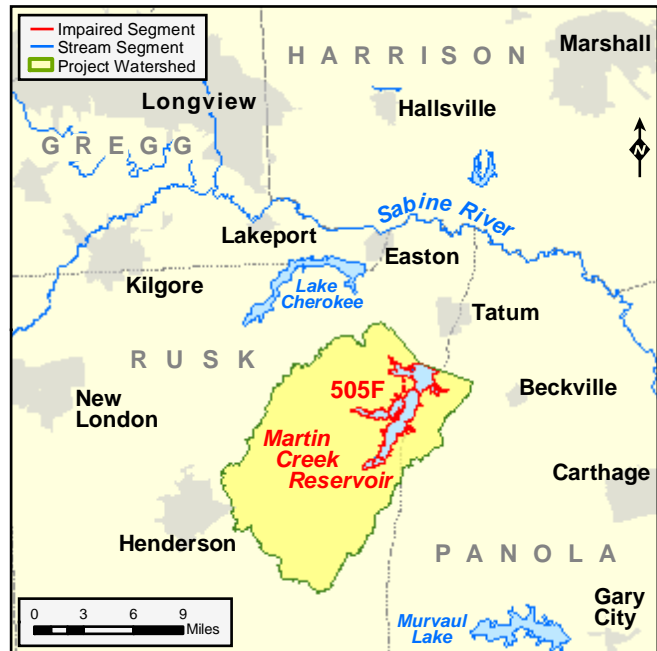 Impaired Segment
Stream Segment
Project Watershed
HARRISON
Marshall
Longview
Hallsville
GREGG
N
Sabine River
Lakeport
Easton
Kilgore
Lake
Cherokee
Tatum
RUSK
505F
Beckville
New
London
Martin
Creek
Reservoir
Carthage
Henderson
PANOLA
0 3 6 9
Miles
Gary
City
Murvaul
Lake